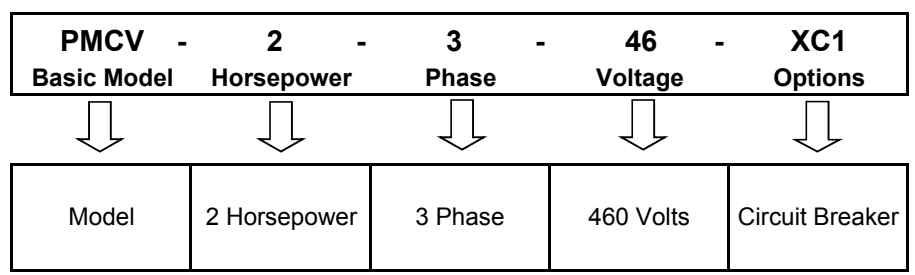 PMCV - 2 - 3 - 46 - XC1
Basic Model Horsepower Phase Voltage Options
Model 2 Horsepower 3 Phase 460 Volts Circuit Breaker